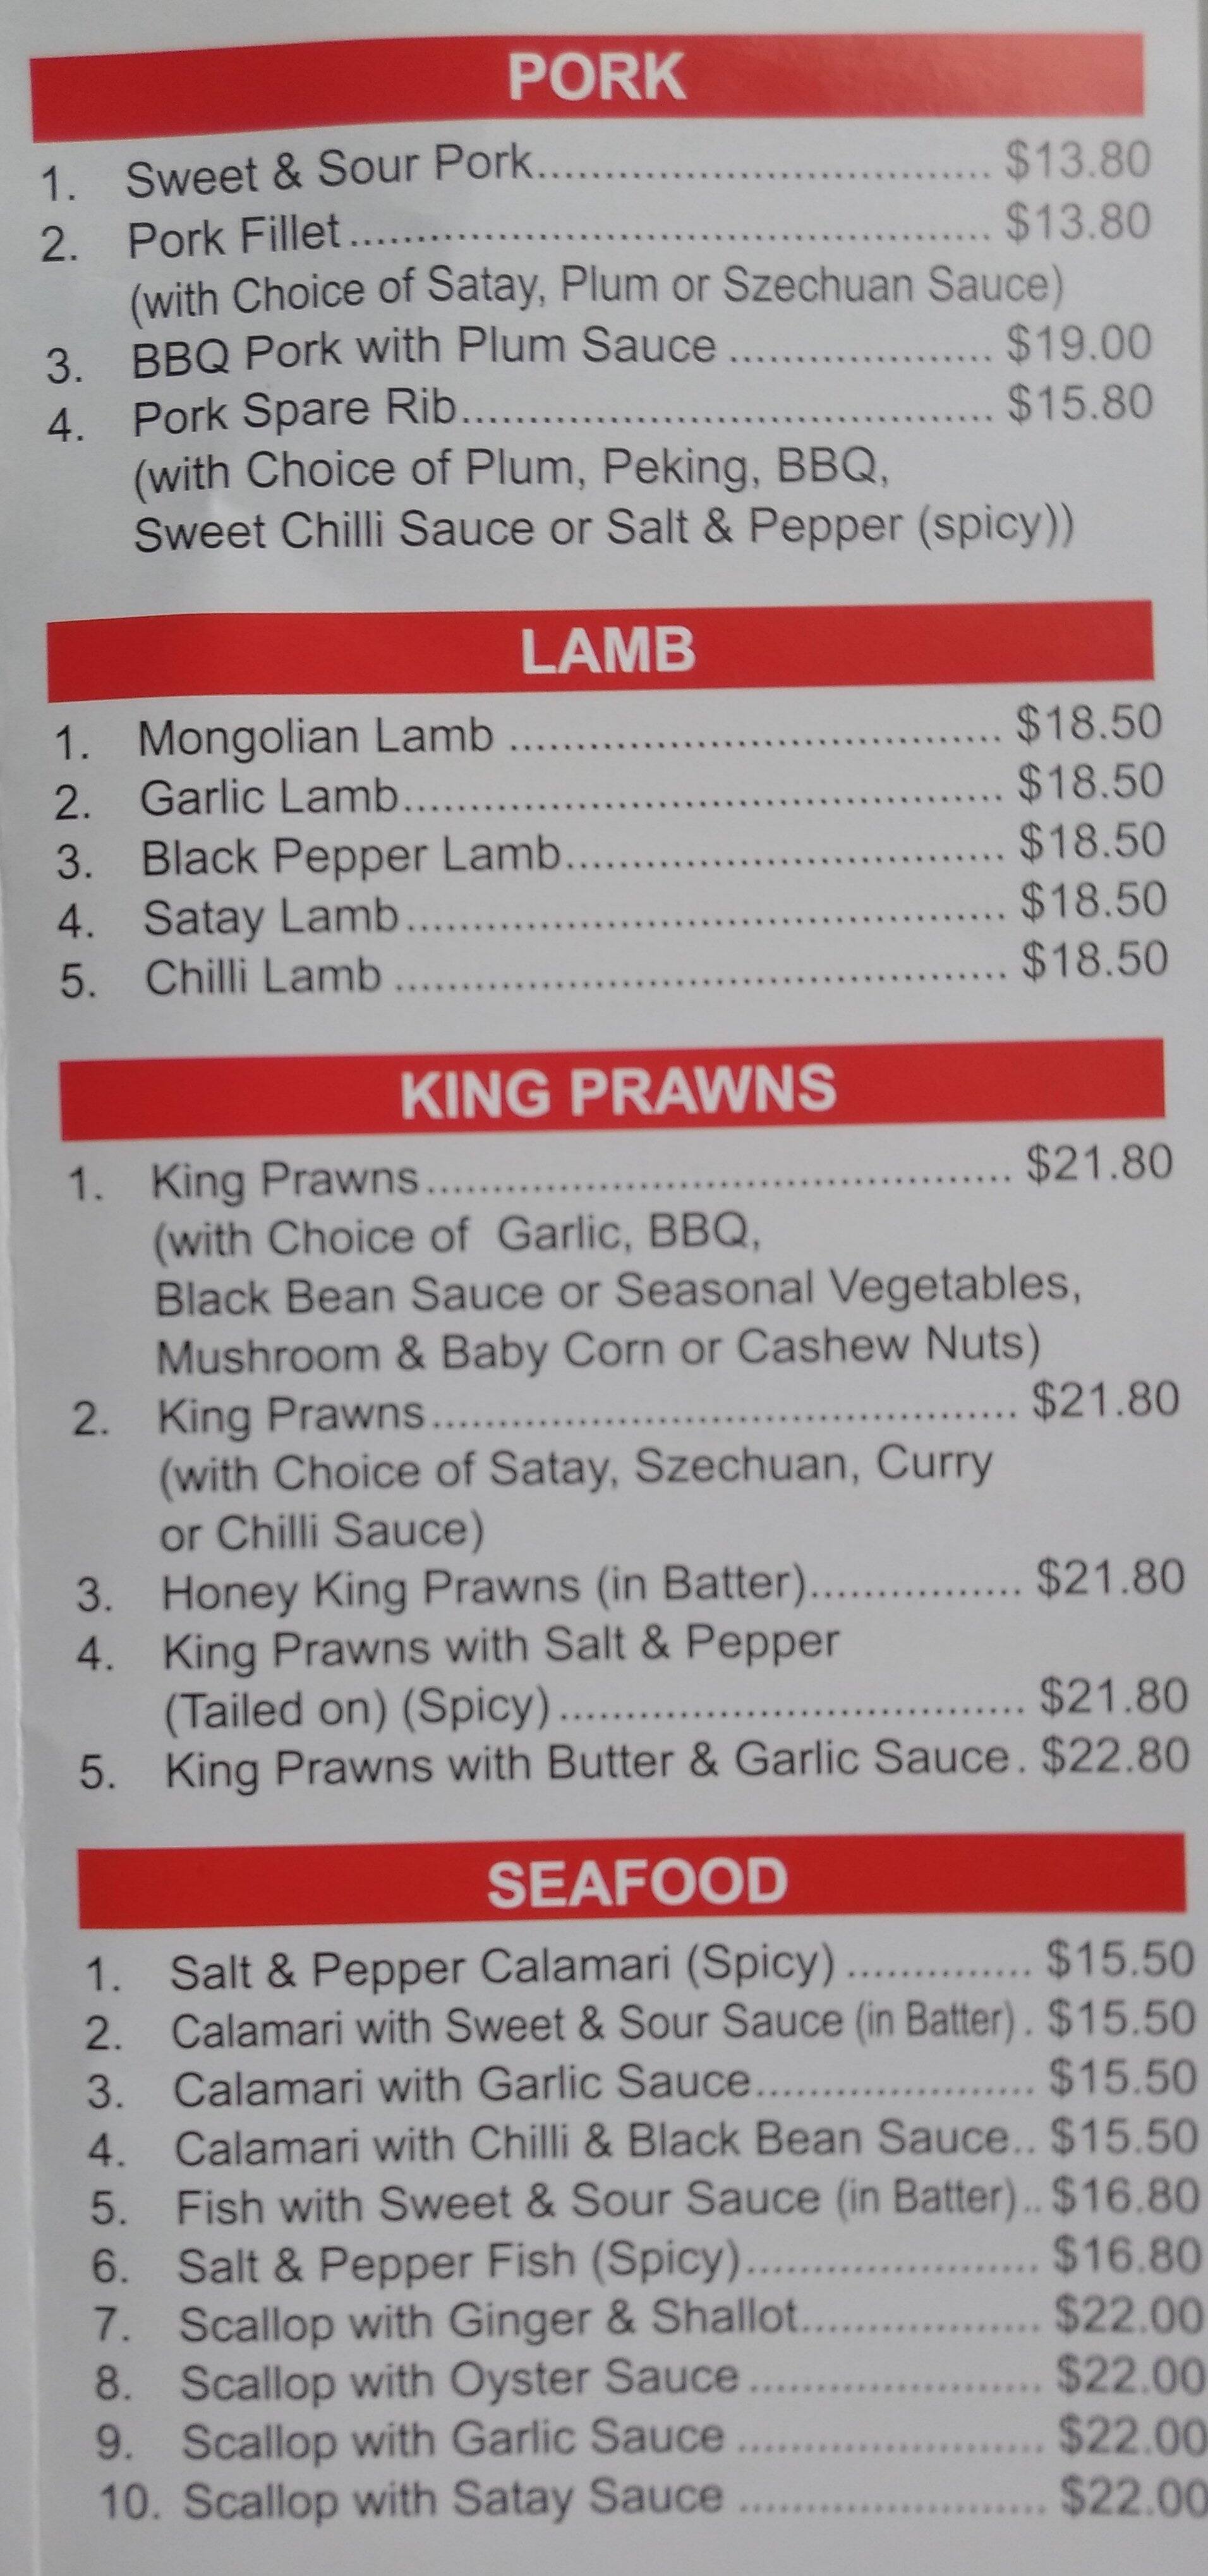 PORK
1. Sweet & Sour Pork.................................. $13.80
2. Pork Fillet................................................ $13.80
(with Choice of Satay, Plum or Szechuan Sauce)
3. BBQ Pork with Plum Sauce .................... $19.00
4. Pork Spare Rib........................................ $15.80
(with Choice of Plum, Peking, BBQ,
Sweet Chilli Sauce or Salt & Pepper (spicy))
LAMB
1. Mongolian Lamb ..................................... $18.50
2. Garlic Lamb............................................. $18.50
3. Black Pepper Lamb................................. $18.50
4. Satay Lamb............................................. $18.50
5. Chilli Lamb .............................................. $18.50
KING PRAWNS
1. King Prawns............................................ $21.80
(with Choice of Garlic, BBQ,
Black Bean Sauce or Seasonal Vegetables,
Mushroom & Baby Corn or Cashew Nuts)
2. King Prawns............................................ $21.80
(with Choice of Satay, Szechuan, Curry
or Chilli Sauce)
3. Honey King Prawns (in Batter)................ $21.80
4. King Prawns with Salt & Pepper
(Tailed on) (Spicy)................................... $21.80
5. King Prawns with Butter & Garlic Sauce. $22.80
SEAFOOD
1. Salt & Pepper Calamari (Spicy) .............. $15.50
2. Calamari with Sweet & Sour Sauce (in Batter) . $15.50
3. Calamari with Garlic Sauce..................... $15.50
4. Calamari with Chilli & Black Bean Sauce.. $15.50
5. Fish with Sweet & Sour Sauce (in Batter).. $16.80
6. Salt & Pepper Fish (Spicy)...................... $16.80
7. Scallop with Ginger & Shallot.................. $22.00
8. Scallop with Oyster Sauce ...................... $22.00
9. Scallop with Garlic Sauce ....................... $22.00
10. Scallop with Satay Sauce ....................... $22.00